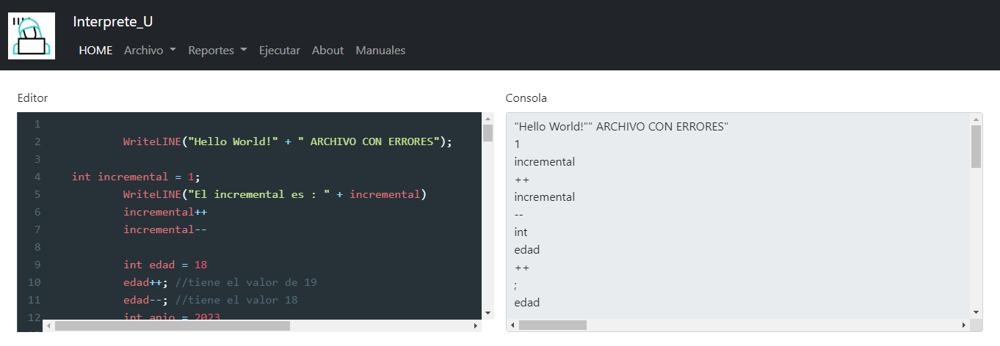 Interprete_U
HOME Archivo Reportes Ejecutar About Manuales
Editor
1
2 WriteLINE("Hello World!" + " ARCHIVO CON ERRORES");
3
4 int incremental = 1;
5 WriteLINE("El incremental es : " + incremental)
6 incremental++
7 incremental--
8
9 int edad = 18
10 edad++; //tiene el valor de 19
11 edad--; //tiene el valor 18
12 int anio = 2023
Consola
"Hello World!"" ARCHIVO CON ERRORES"
1
incremental
++
incremental
--
int
edad
++
;
edad